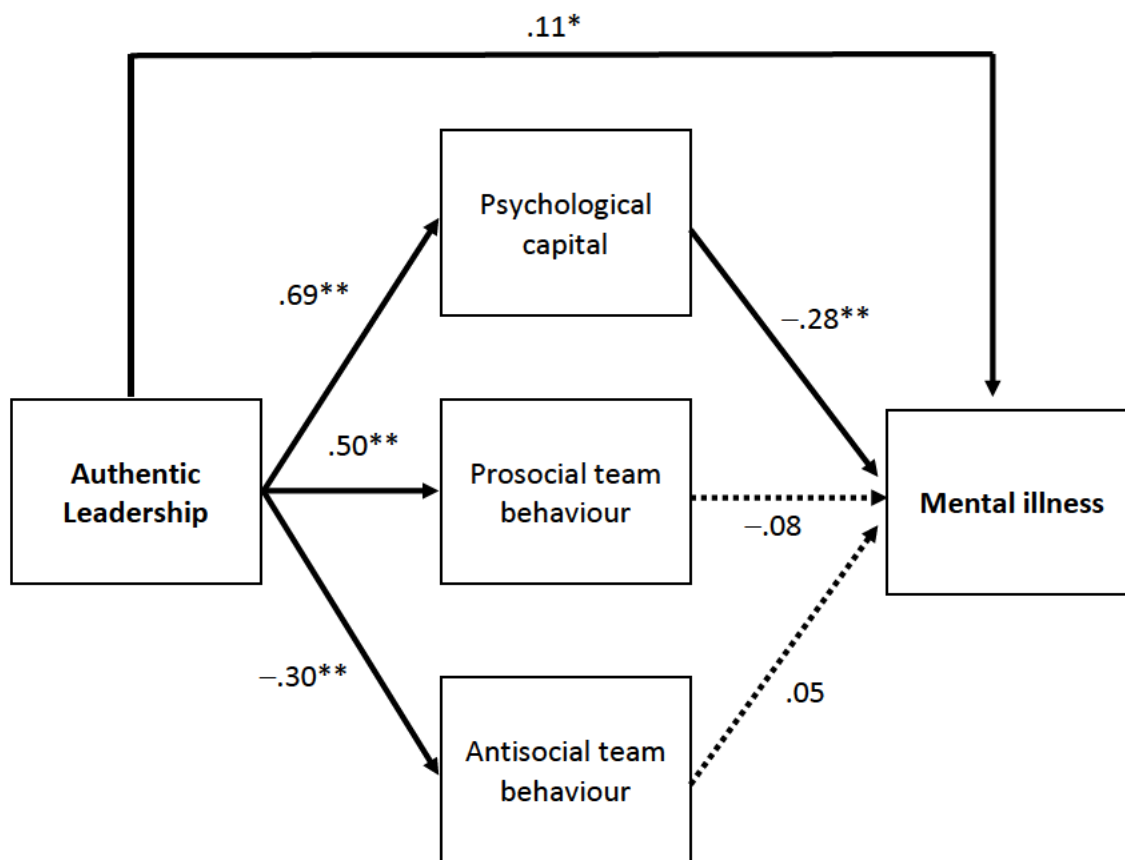 .11*
Psychological
capital
.69**
–.28**
.50**
Authentic
Leadership
Prosocial team
behaviour
Mental illness
–.08
–.30**
.05
Antisocial team
behaviour